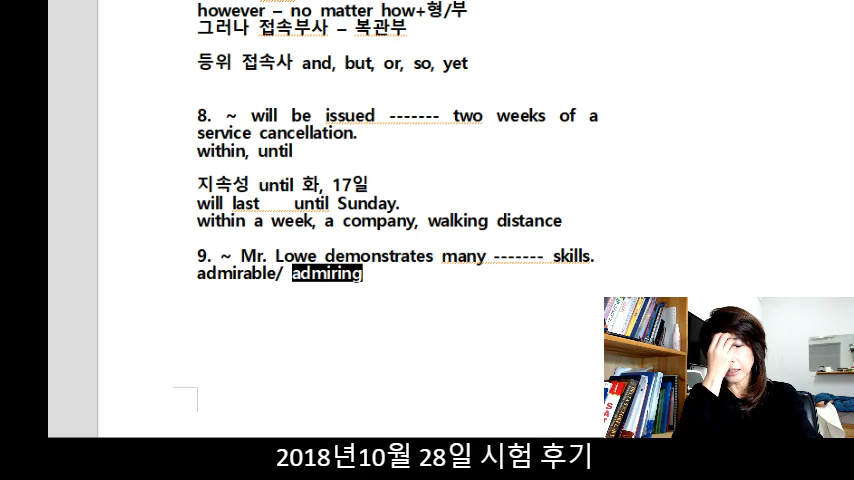 however – no matter how+형/부
그러나 접속부사 – 복관부
등위 접속사 and, but, or, so, yet
8. ~ will be issued ------- two weeks of a
service cancellation.
within, until
지속성 until 화, 17일
will last until Sunday.
within a week, a company, walking distance
9. ~ Mr. Lowe demonstrates many ------- skills.
admirable/ admiring
2018년10월 28일 시험 후기